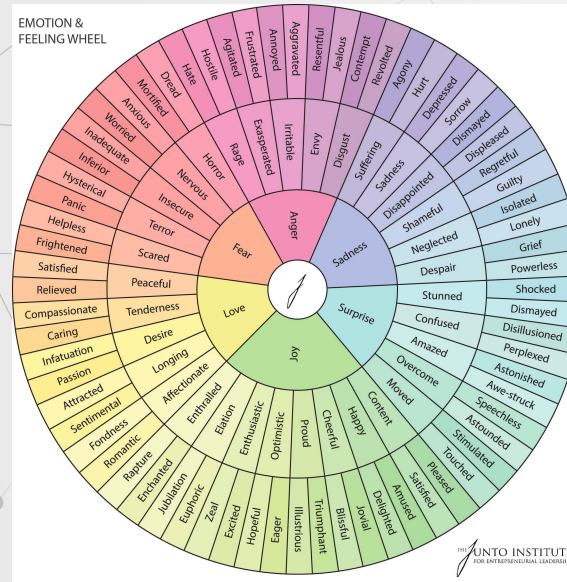 EMOTION &
FEELING WHEEL
Anger
Sadness
Surprise
Joy
Love
Fear
Rage
Exasperated
Irritable
Envy
Disgust
Suffering
Sadness
Disappointed
Shameful
Neglected
Despair
Stunned
Confused
Amazed
Overcome
Moved
Content
Happy
Cheerful
Proud
Optimistic
Enthusiastic
Elation
Enthralled
Affectionate
Longing
Desire
Tenderness
Peaceful
Scared
Terror
Insecure
Nervous
Horror
Hate
Hostile
Agitated
Frustrated
Annoyed
Aggravated
Resentful
Jealous
Contempt
Revolted
Agony
Hurt
Depressed
Sorrow
Dismayed
Displeased
Regretful
Guilty
Isolated
Lonely
Grief
Powerless
Shocked
Dismayed
Disillusioned
Perplexed
Astonished
Awe-struck
Speechless
Astounded
Stimulated
Touched
Pleased
Satisfied
Amused
Delighted
Jovial
Blissful
Triumphant
Illustrious
Eager
Hopeful
Excited
Zeal
Euphoric
Jubilation
Enchanted
Rapture
Romantic
Fondness
Sentimental
Attracted
Passion
Infatuation
Caring
Compassionate
Relieved
Satisfied
Frightened
Helpless
Panic
Hysterical
Inferior
Inadequate
Worried
Anxious
Mortified
Dread
J
THE JUNTO INSTITUTE
FOR ENTREPRENEURIAL LEADERSHIP